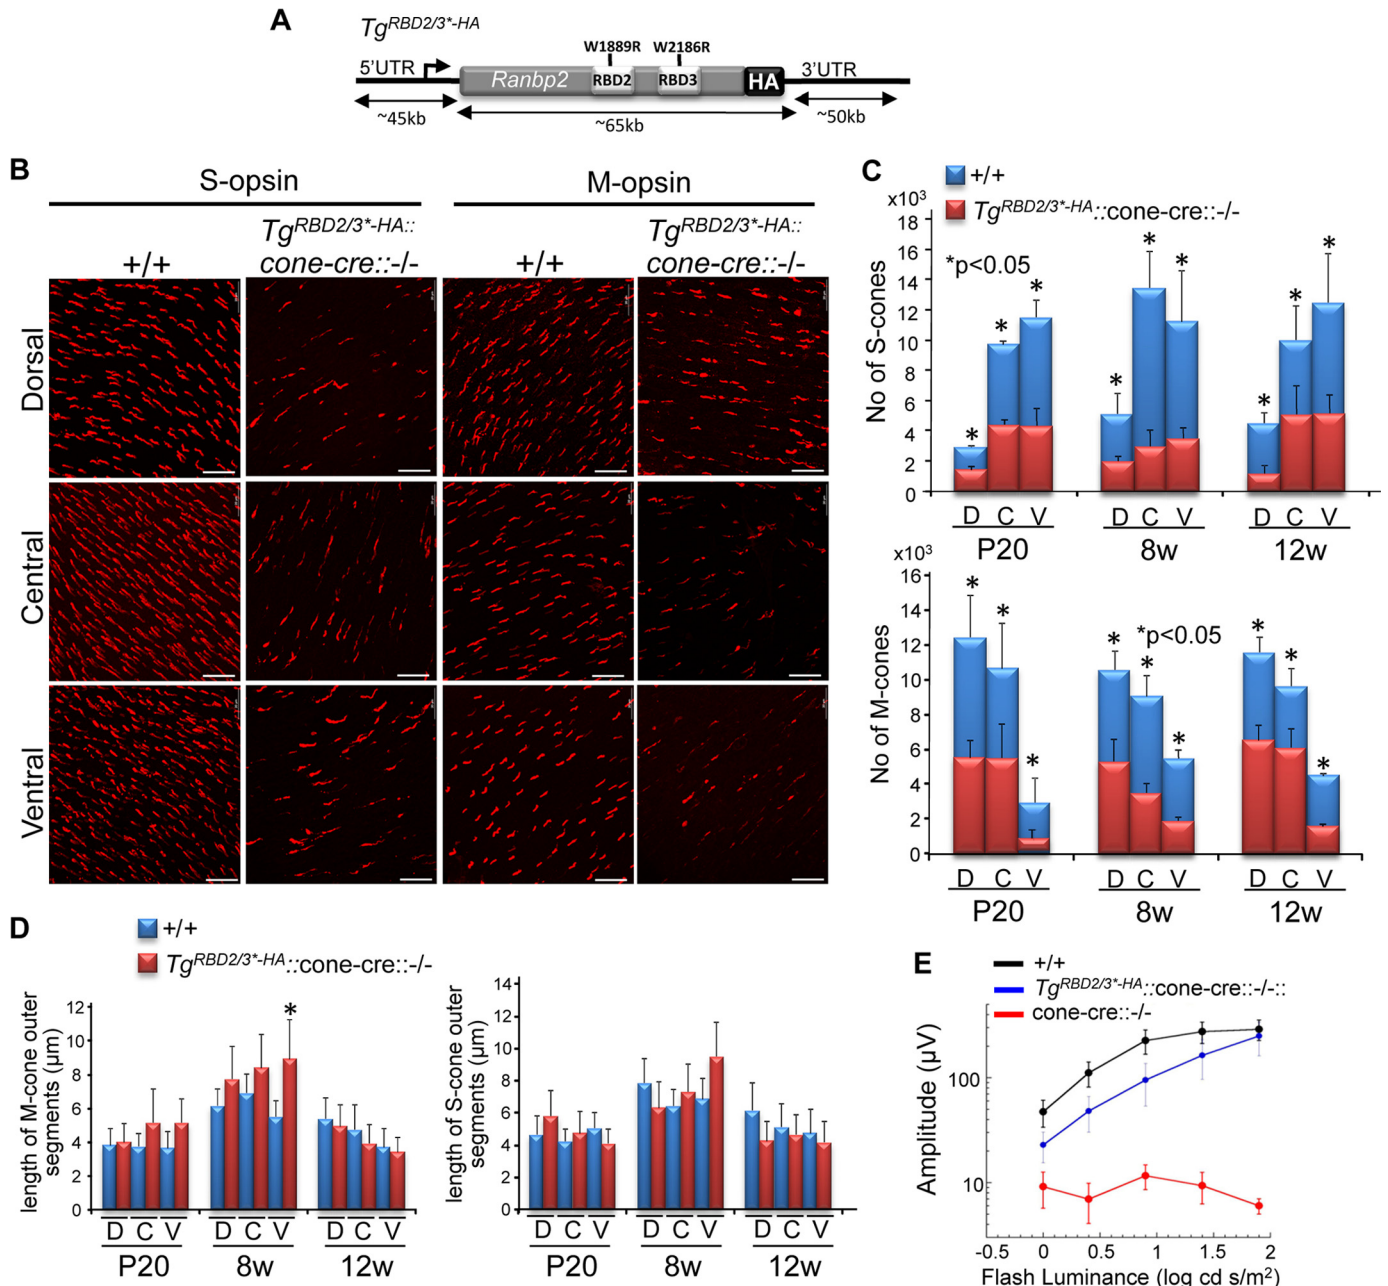 A
Tg^RBD2/3*-HA
W1889R W2186R
5'UTR Ranbp2 RBD2 RBD3 HA 3'UTR
~45kb ~65kb ~50kb
B
S-opsin M-opsin
+/+ Tg^RBD2/3*-HA:: cone-cre::-/- +/+ Tg^RBD2/3*-HA:: cone-cre::-/-
Dorsal
Central
Ventral
C
+/+
Tg^RBD2/3*-HA::cone-cre::-/-
x10³
No of S-cones
18
16
14
12
10
8
6
4
2
0
*p<0.05
* * * * * * * * *
D C V D C V D C V
P20 8w 12w
x10³
No of M-cones
16
14
12
10
8
6
4
2
0
*p<0.05
* * * * * * * * *
D C V D C V D C V
P20 8w 12w
D
+/+
Tg^RBD2/3*-HA::cone-cre::-/-
length of M-cone outer
segments (µm)
12
10
8
6
4
2
0
*
D C V D C V D C V
P20 8w 12w
length of S-cone outer
segments (µm)
14
12
10
8
6
4
2
0
D C V D C V D C V
P20 8w 12w
E
+/+
Tg^RBD2/3*-HA::cone-cre::-/-::
cone-cre::-/-
Amplitude (µV)
100
10
-0.5 0 0.5 1 1.5 2
Flash Luminance (log cd s/m²)